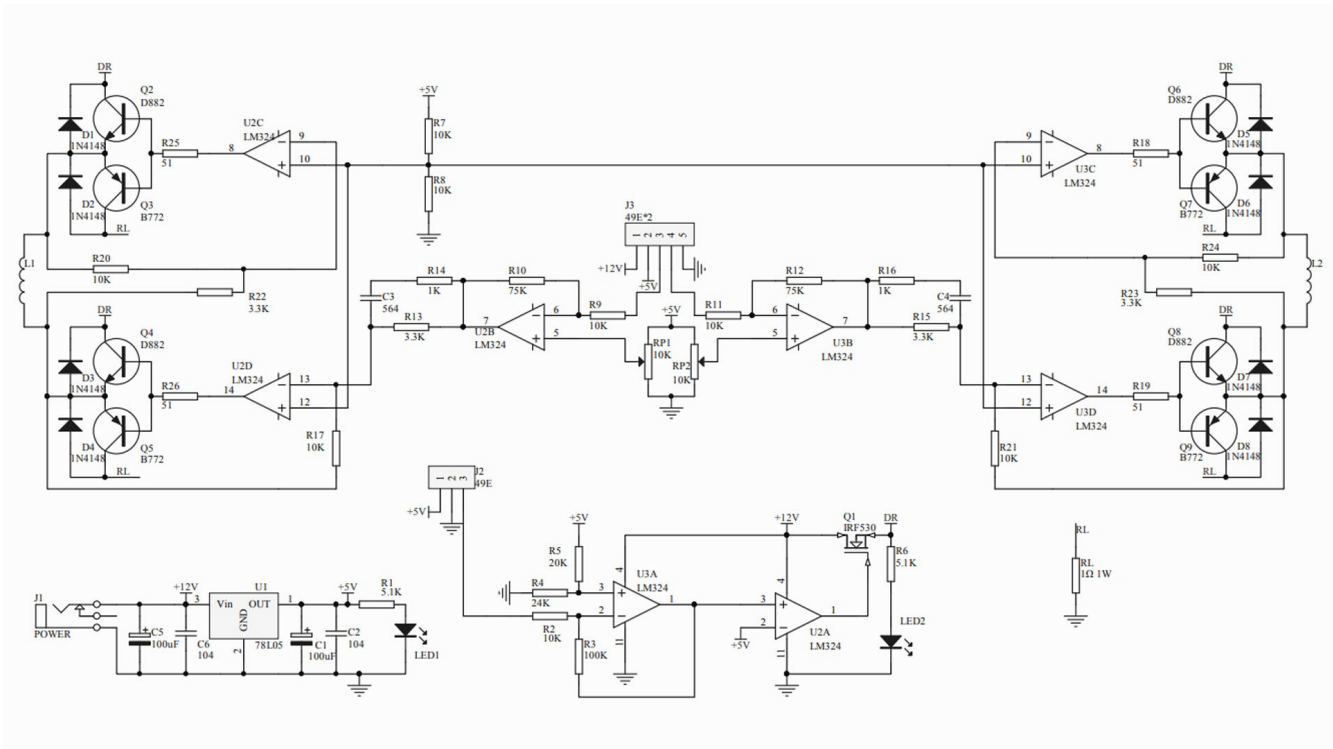 DR
Q2
D882
D1
1N4148
R25
51
8
U2C
LM324
9
10
D2
1N4148
Q3
B772
RL
+5V
R7
10K
R8
10K
DR
Q6
D882
D5
1N4148
R18
51
8
U3C
LM324
9
10
Q7
B772
D6
1N4148
RL
L1
R20
10K
R22
3.3K
R24
10K
R23
3.3K
L2
J3
49E*2
1 2 3 4 5
+12V
+5V
R14
1K
R10
75K
C3
564
R13
3.3K
7
U2B
LM324
6
5
R9
10K
+5V
RP1
10K
RP2
10K
R11
10K
R12
75K
6
5
7
U3B
LM324
R16
1K
C4
564
R15
3.3K
DR
Q4
D882
D3
1N4148
R26
51
14
U2D
LM324
13
12
D4
1N4148
Q5
B772
RL
R17
10K
DR
Q8
D882
D7
1N4148
R19
51
14
U3D
LM324
13
12
R21
10K
Q9
B772
D8
1N4148
RL
J2
49E
1 2 3
+5V
+5V
R5
20K
R4
24K
R2
10K
R3
100K
3
2
4
11
1
U3A
LM324
+12V
4
3
2
+5V
11
1
U2A
LM324
Q1
IRF530
DR
R6
5.1K
LED2
RL
RL
1Ω 1W
J1
POWER
+12V
3
C5
100uF
C6
104
U1
Vin
OUT
GND
78L05
2
1
+5V
C1
100uF
C2
104
R1
5.1K
LED1